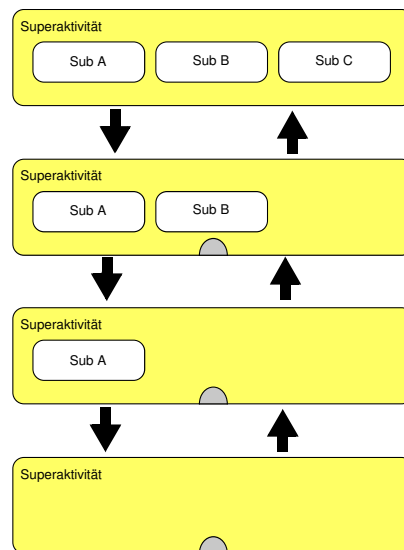 Superaktivität
Sub A Sub B Sub C
Superaktivität
Sub A Sub B
Superaktivität
Sub A
Superaktivität